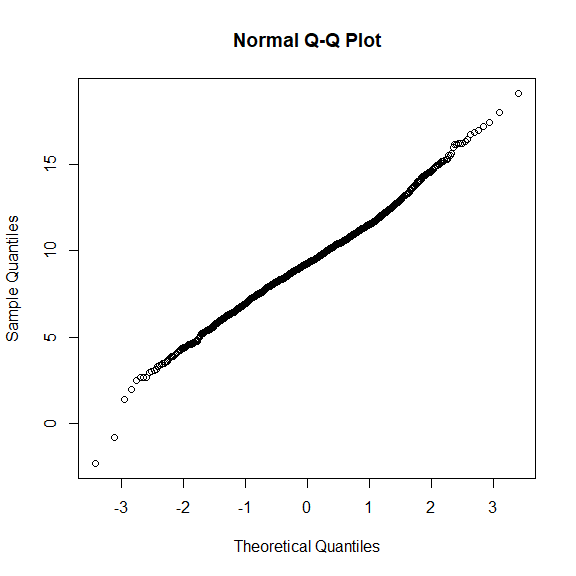 Normal Q-Q Plot
Sample Quantiles
15
10
5
0
-3 -2 -1 0 1 2 3
Theoretical Quantiles